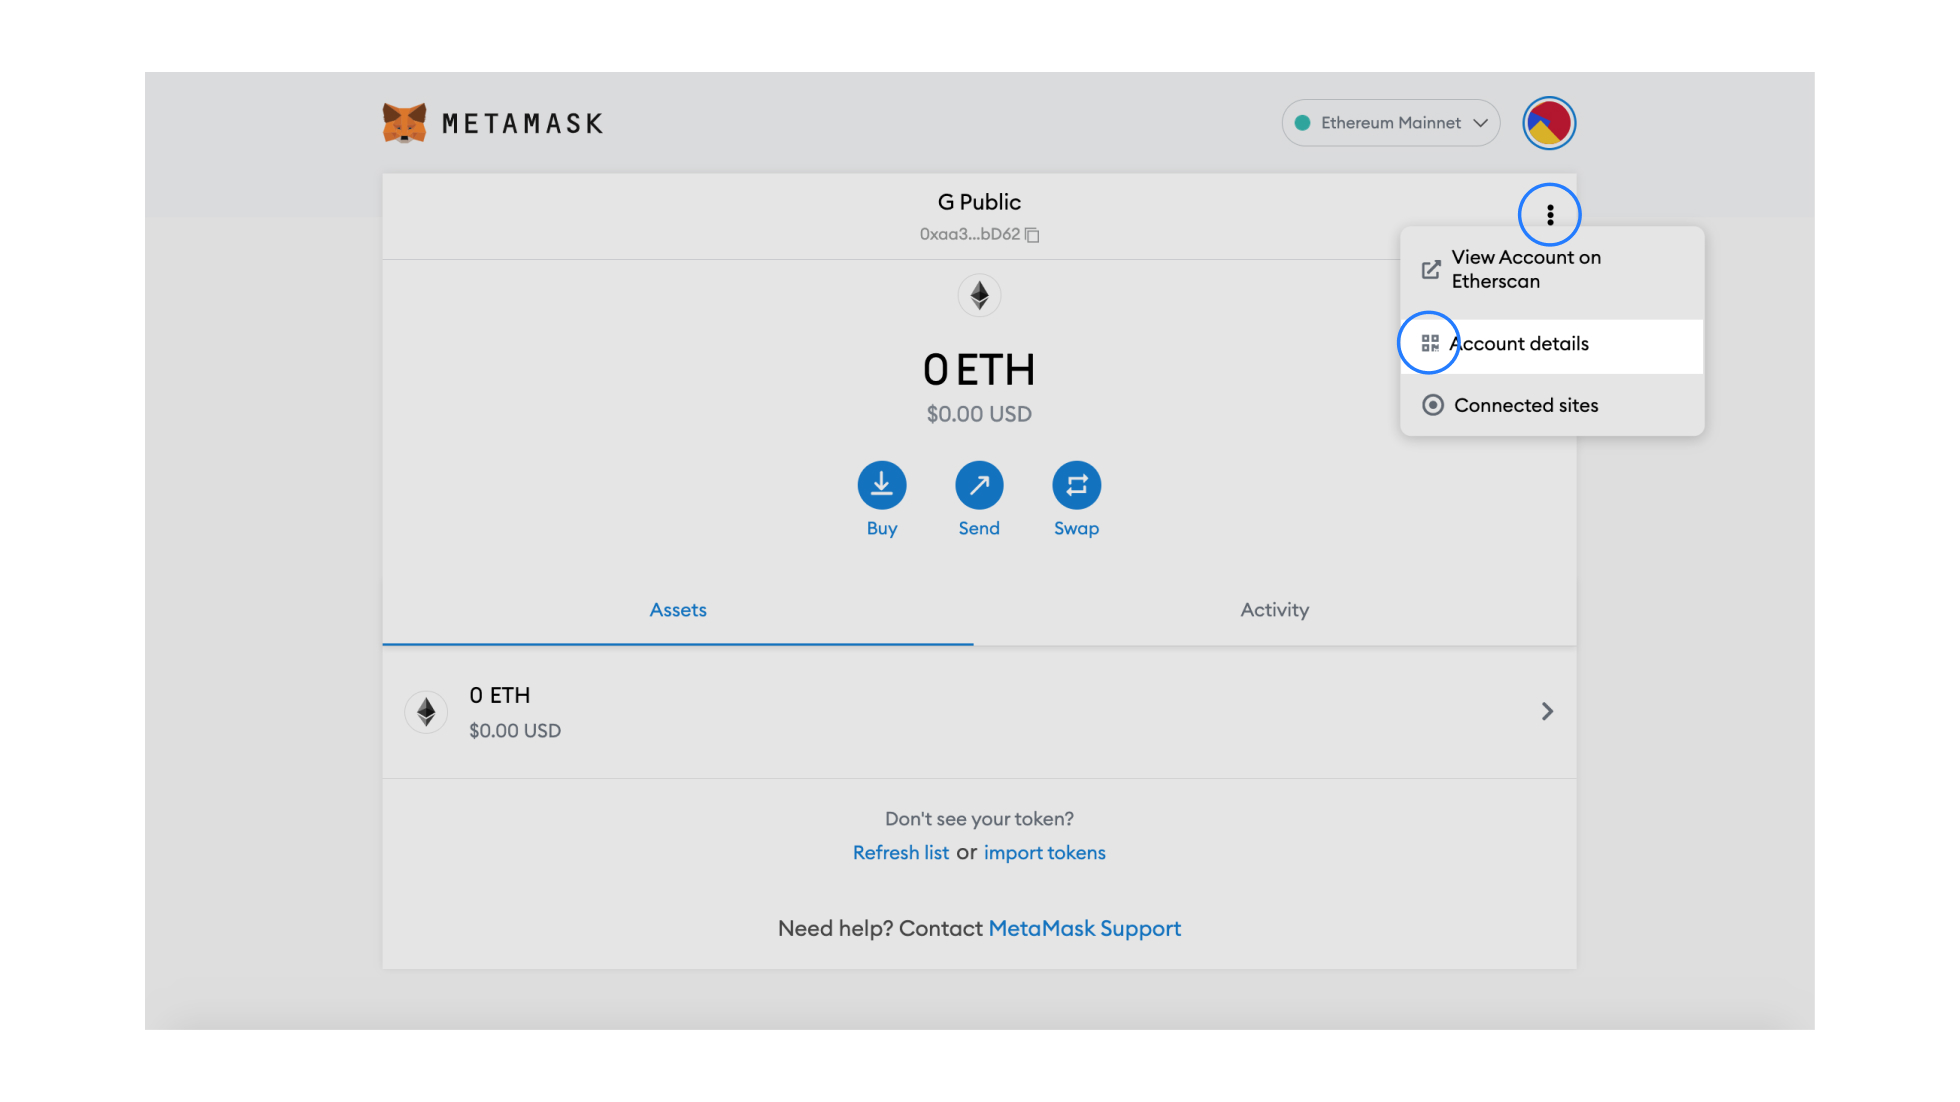 METAMASK
Ethereum Mainnet
G Public
0xaa3...bD62
View Account on
Etherscan
Account details
Connected sites
0 ETH
$0.00 USD
Buy
Send
Swap
Assets
Activity
0 ETH
$0.00 USD
Don't see your token?
Refresh list or import tokens
Need help? Contact MetaMask Support